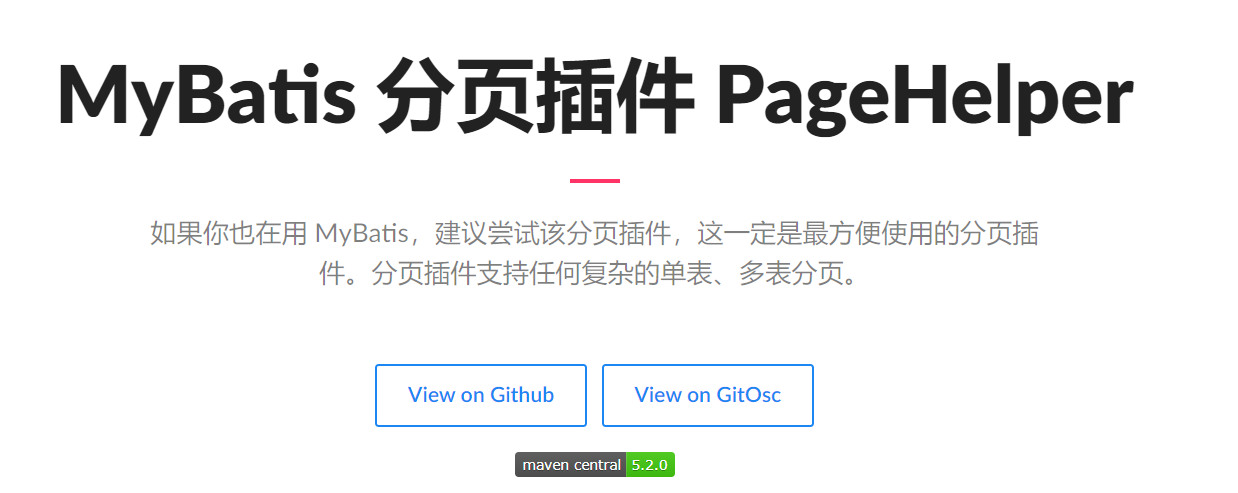 MyBatis 分页插件 PageHelper
如果你也在用 MyBatis，建议尝试该分页插件，这一定是最方便使用的分页插
件。分页插件支持任何复杂的单表、多表分页。
View on Github View on GitOsc
maven central 5.2.0